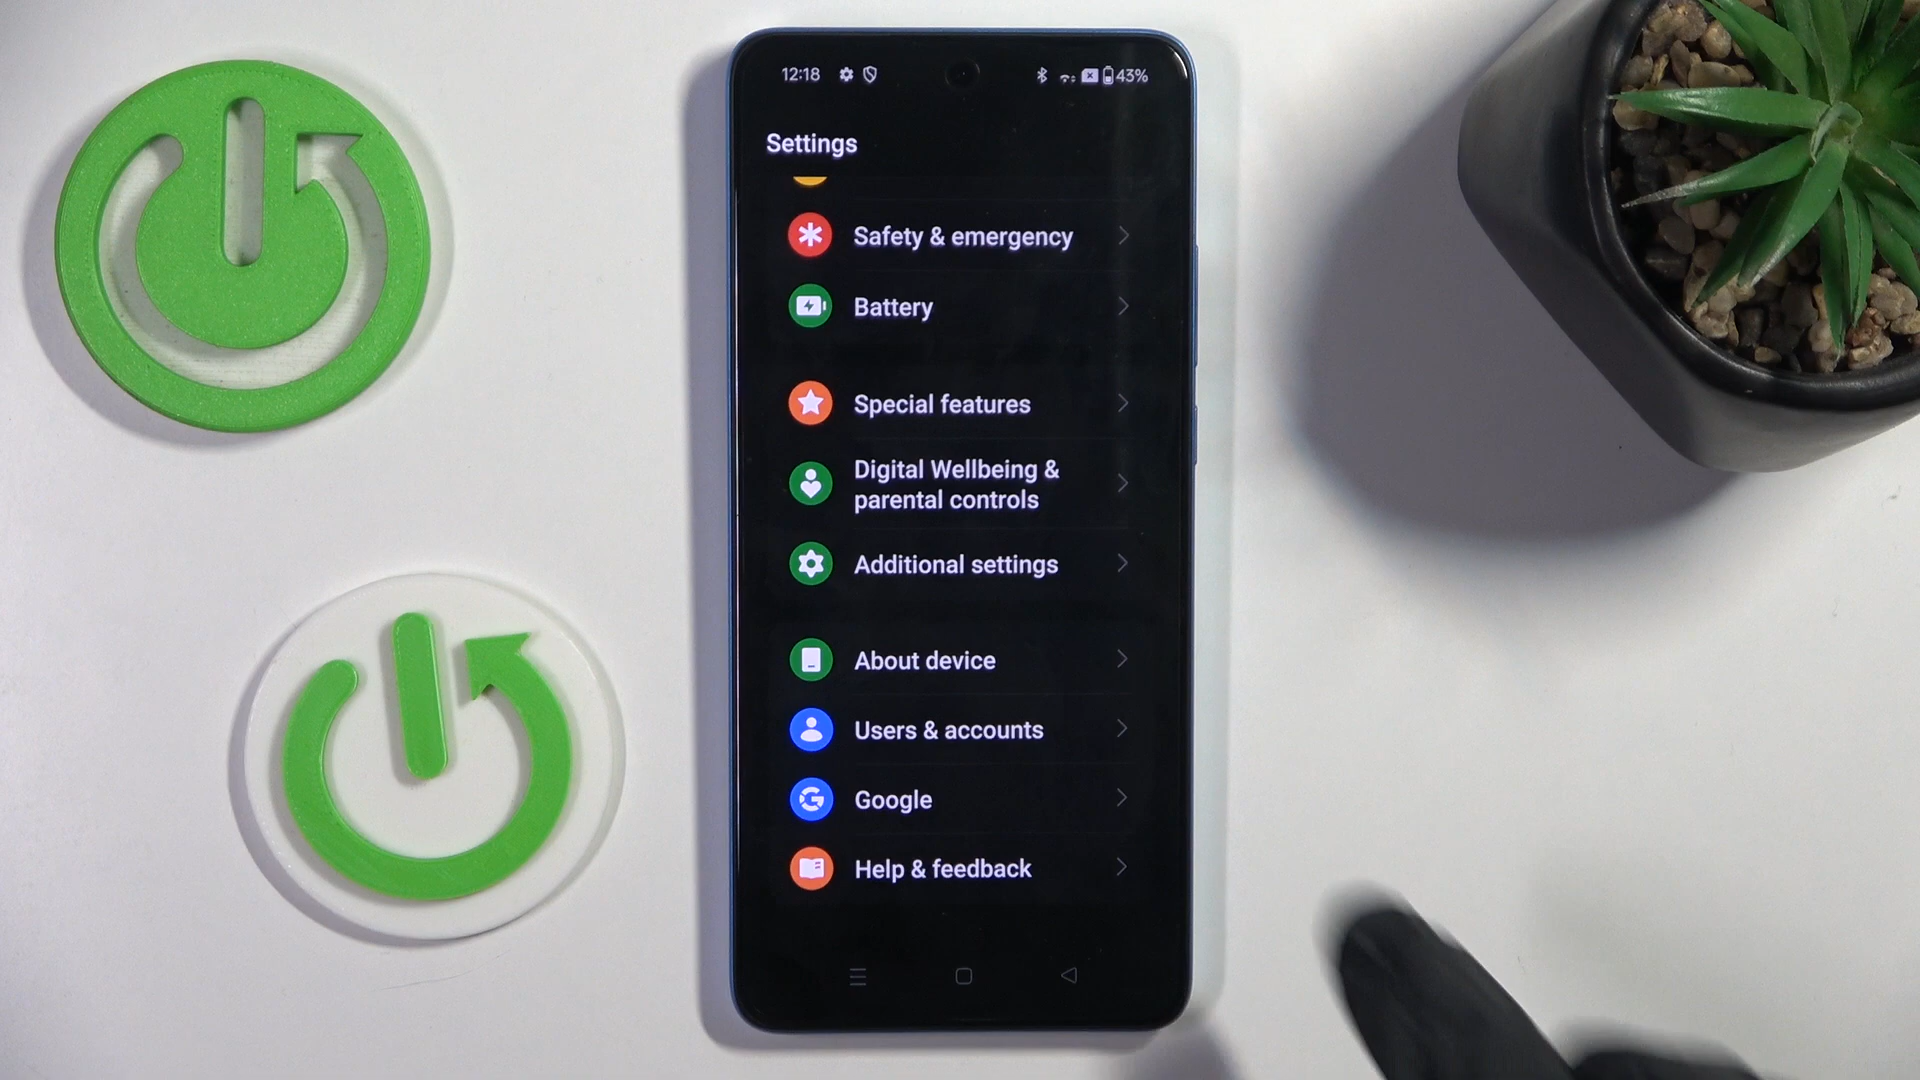 12:18
43%
Settings
Safety & emergency
Battery
Special features
Digital Wellbeing &
parental controls
Additional settings
About device
Users & accounts
Google
Help & feedback